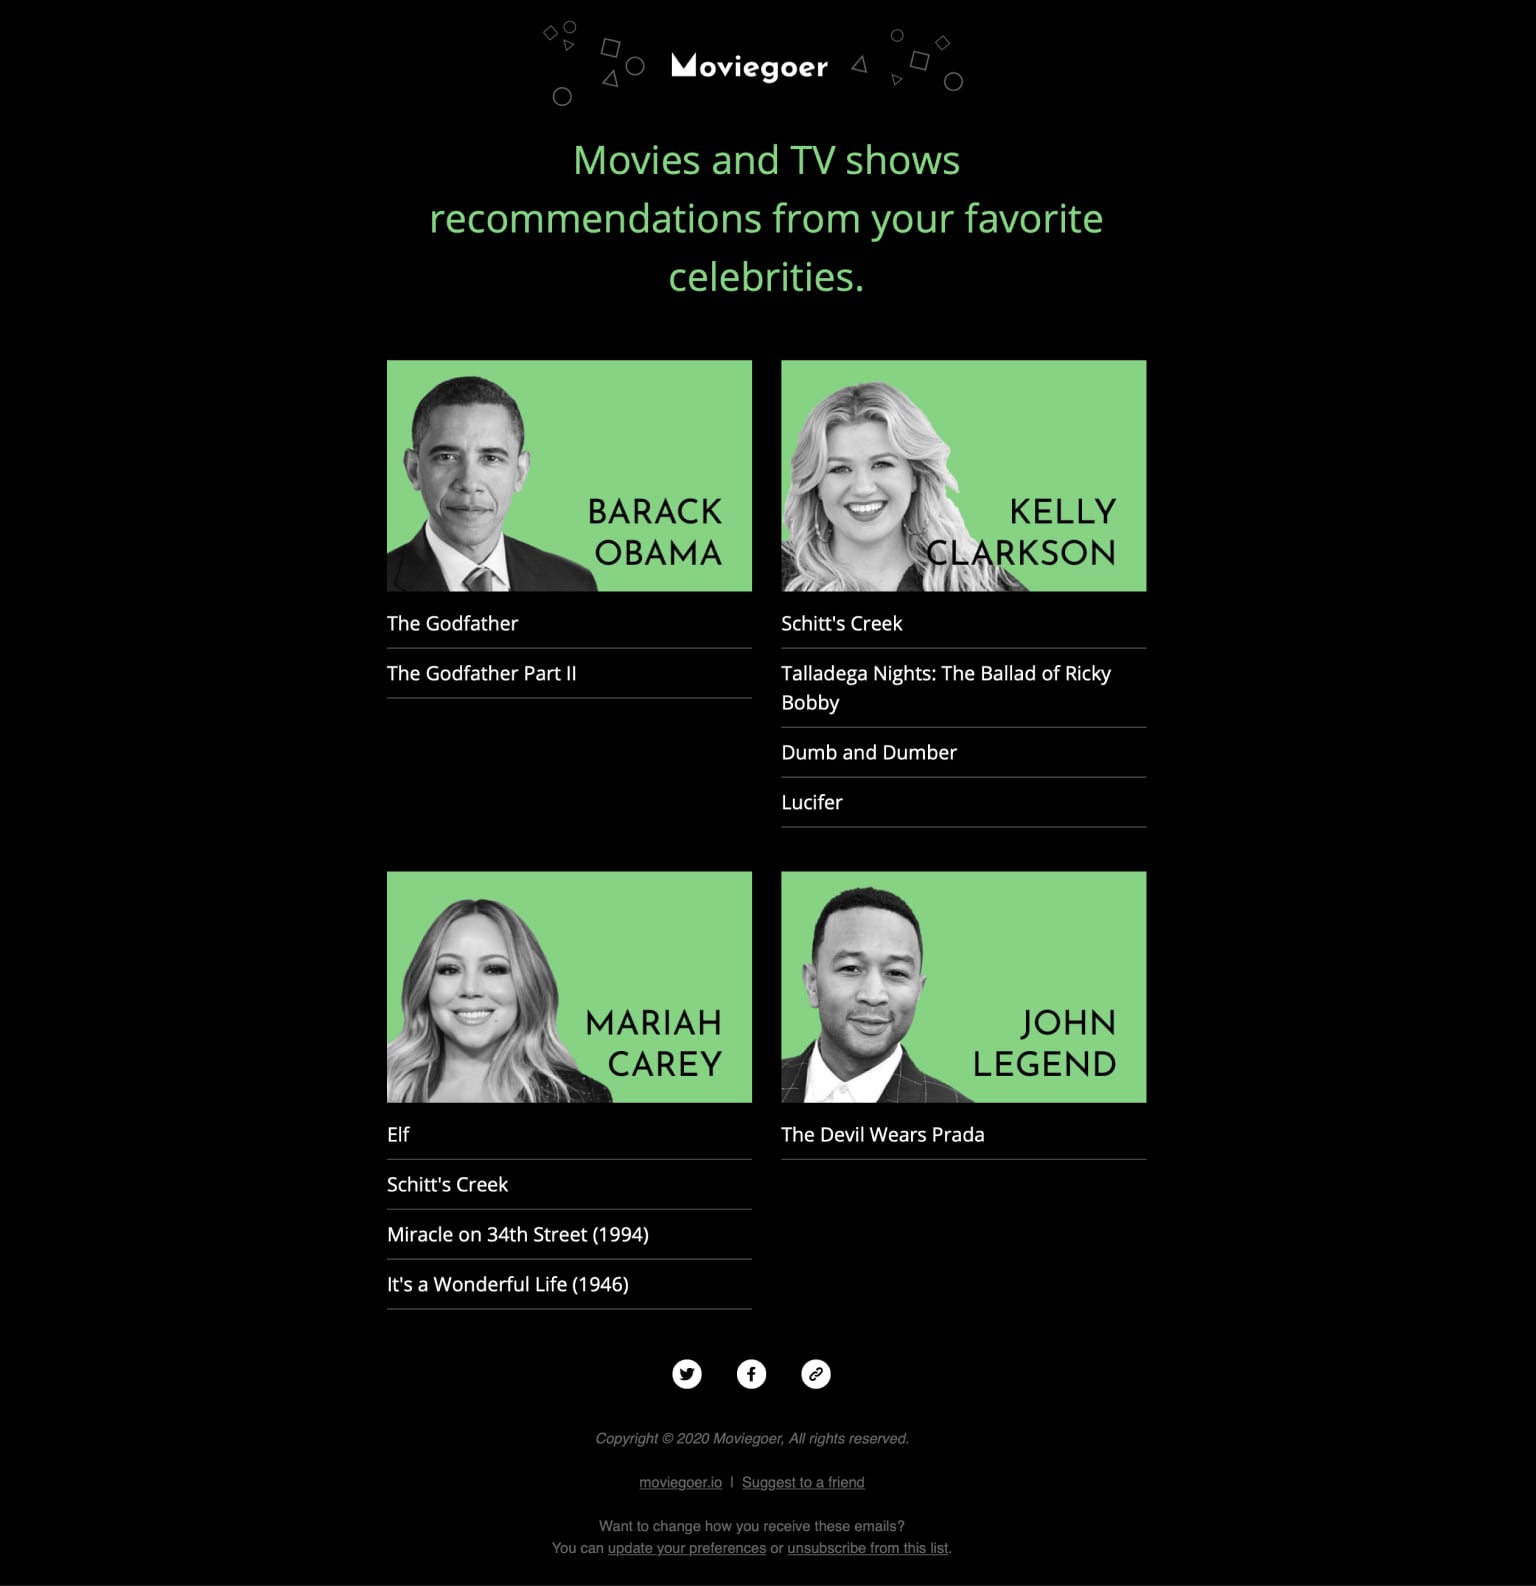 Moviegoer
Movies and TV shows
recommendations from your favorite
celebrities.
BARACK
OBAMA
The Godfather
The Godfather Part II
KELLY
CLARKSON
Schitt's Creek
Talladega Nights: The Ballad of Ricky
Bobby
Dumb and Dumber
Lucifer
MARIAH
CAREY
Elf
Schitt's Creek
Miracle on 34th Street (1994)
It's a Wonderful Life (1946)
JOHN
LEGEND
The Devil Wears Prada
Copyright © 2020 Moviegoer, All rights reserved.
moviegoer.io | Suggest to a friend
Want to change how you receive these emails?
You can update your preferences or unsubscribe from this list.